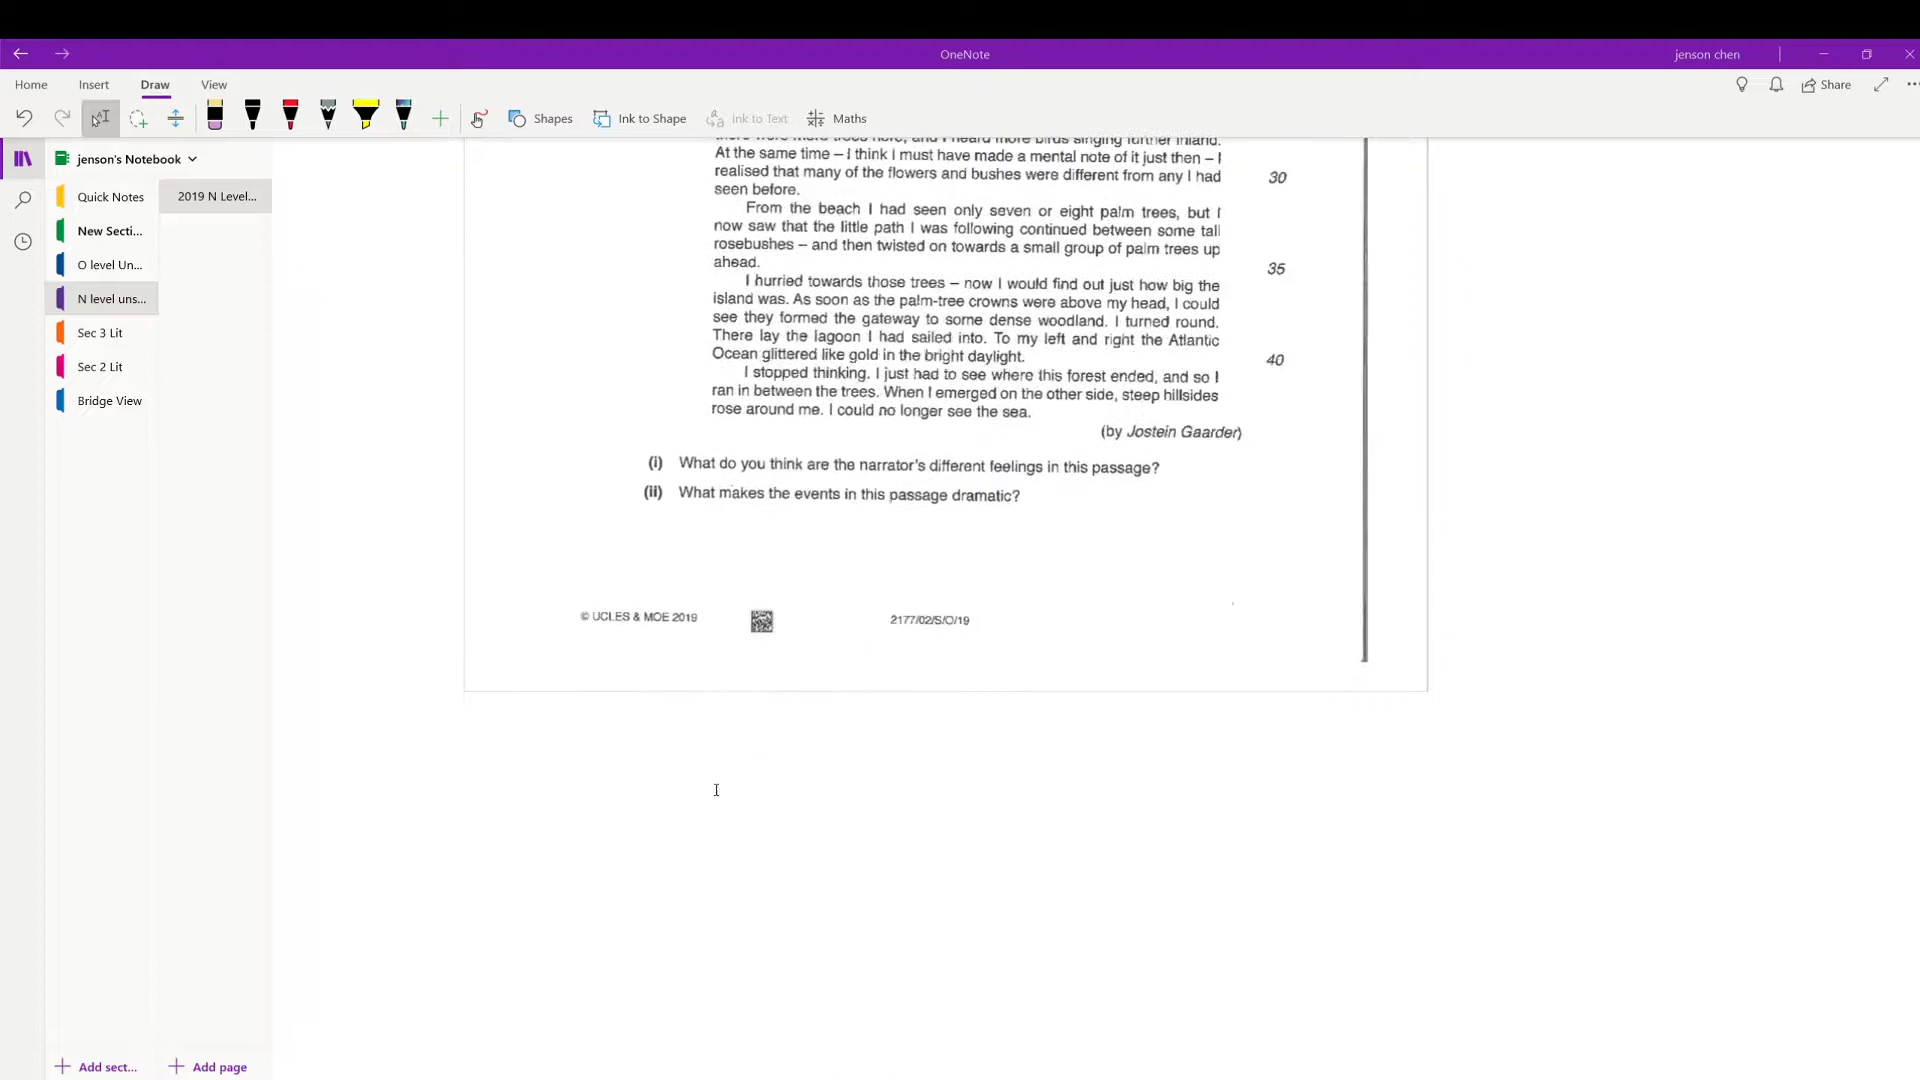 OneNote
jenson chen
Home
Insert
Draw
View
Share
Shapes
Ink to Shape
Ink to Text
Maths
jenson's Notebook
Quick Notes
2019 N Level...
New Secti...
O level Un...
N level uns...
Sec 3 Lit
Sec 2 Lit
Bridge View
there were more trees here, and I heard more birds singing further inland.
At the same time – I think I must have made a mental note of it just then – I
realised that many of the flowers and bushes were different from any I had 30
seen before.
From the beach I had seen only seven or eight palm trees, but I
now saw that the little path I was following continued between some tall
rosebushes – and then twisted on towards a small group of palm trees up
ahead. 35
I hurried towards those trees – now I would find out just how big the
island was. As soon as the palm-tree crowns were above my head, I could
see they formed the gateway to some dense woodland. I turned round.
There lay the lagoon I had sailed into. To my left and right the Atlantic
Ocean glittered like gold in the bright daylight. 40
I stopped thinking. I just had to see where this forest ended, and so I
ran in between the trees. When I emerged on the other side, steep hillsides
rose around me. I could no longer see the sea.
(by Jostein Gaarder)
(i) What do you think are the narrator's different feelings in this passage?
(ii) What makes the events in this passage dramatic?
© UCLES & MOE 2019
2177/02/S/O/19
Add sect...
Add page